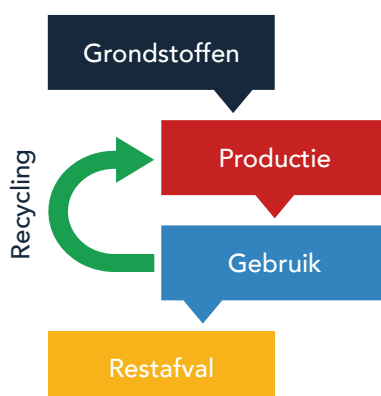 Grondstoffen
Productie
Recycling
Gebruik
Restafval